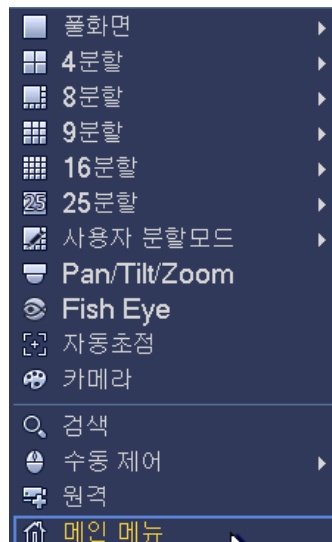 풀화면
4분할
8분할
9분할
16분할
25 25분할
사용자 분할모드
Pan/Tilt/Zoom
Fish Eye
자동초점
카메라
검색
수동 제어
원격
메인 메뉴